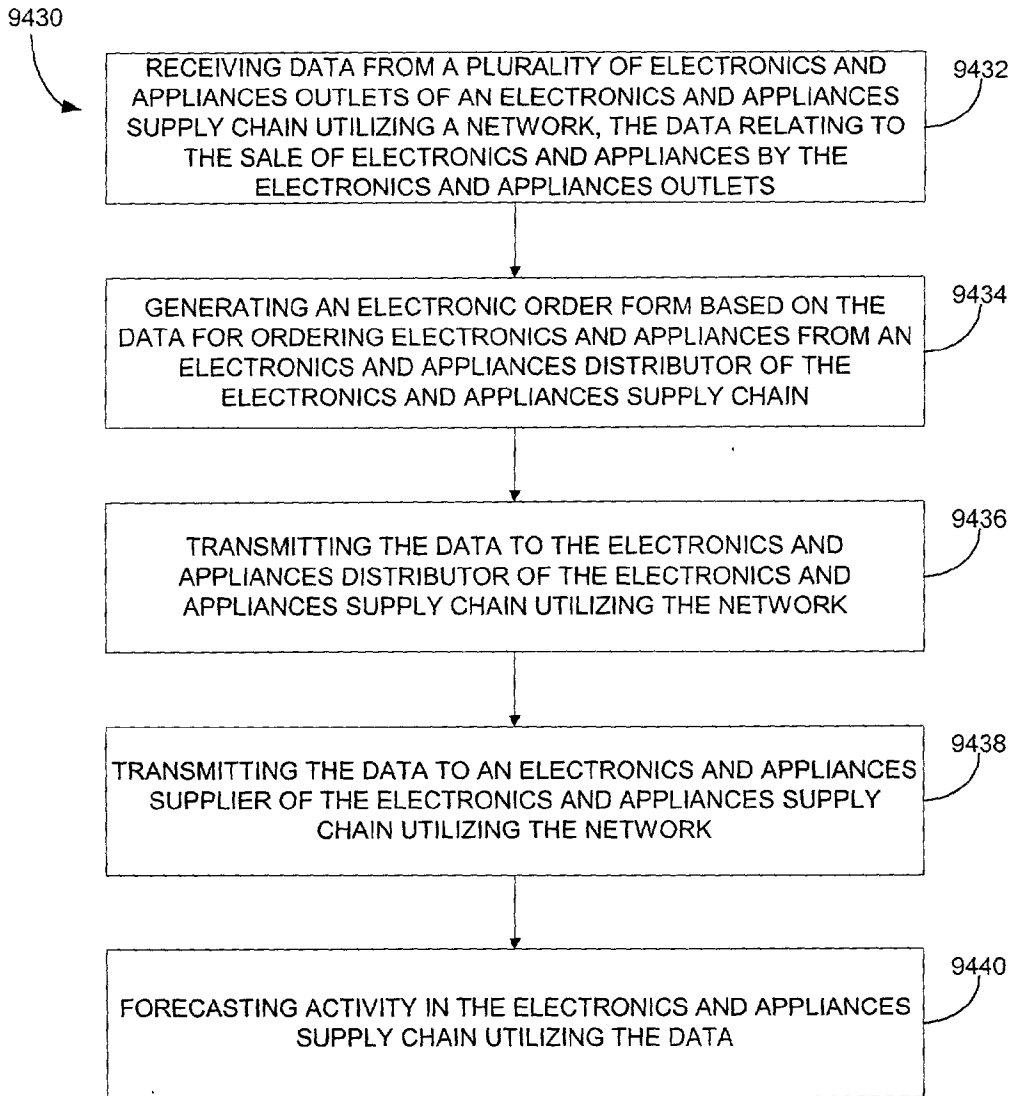 9430
RECEIVING DATA FROM A PLURALITY OF ELECTRONICS AND
APPLIANCES OUTLETS OF AN ELECTRONICS AND APPLIANCES
SUPPLY CHAIN UTILIZING A NETWORK, THE DATA RELATING TO
THE SALE OF ELECTRONICS AND APPLIANCES BY THE
ELECTRONICS AND APPLIANCES OUTLETS
9432
GENERATING AN ELECTRONIC ORDER FORM BASED ON THE
DATA FOR ORDERING ELECTRONICS AND APPLIANCES FROM AN
ELECTRONICS AND APPLIANCES DISTRIBUTOR OF THE
ELECTRONICS AND APPLIANCES SUPPLY CHAIN
9434
TRANSMITTING THE DATA TO THE ELECTRONICS AND
APPLIANCES DISTRIBUTOR OF THE ELECTRONICS AND
APPLIANCES SUPPLY CHAIN UTILIZING THE NETWORK
9436
TRANSMITTING THE DATA TO AN ELECTRONICS AND APPLIANCES
SUPPLIER OF THE ELECTRONICS AND APPLIANCES SUPPLY
CHAIN UTILIZING THE NETWORK
9438
FORECASTING ACTIVITY IN THE ELECTRONICS AND APPLIANCES
SUPPLY CHAIN UTILIZING THE DATA
9440